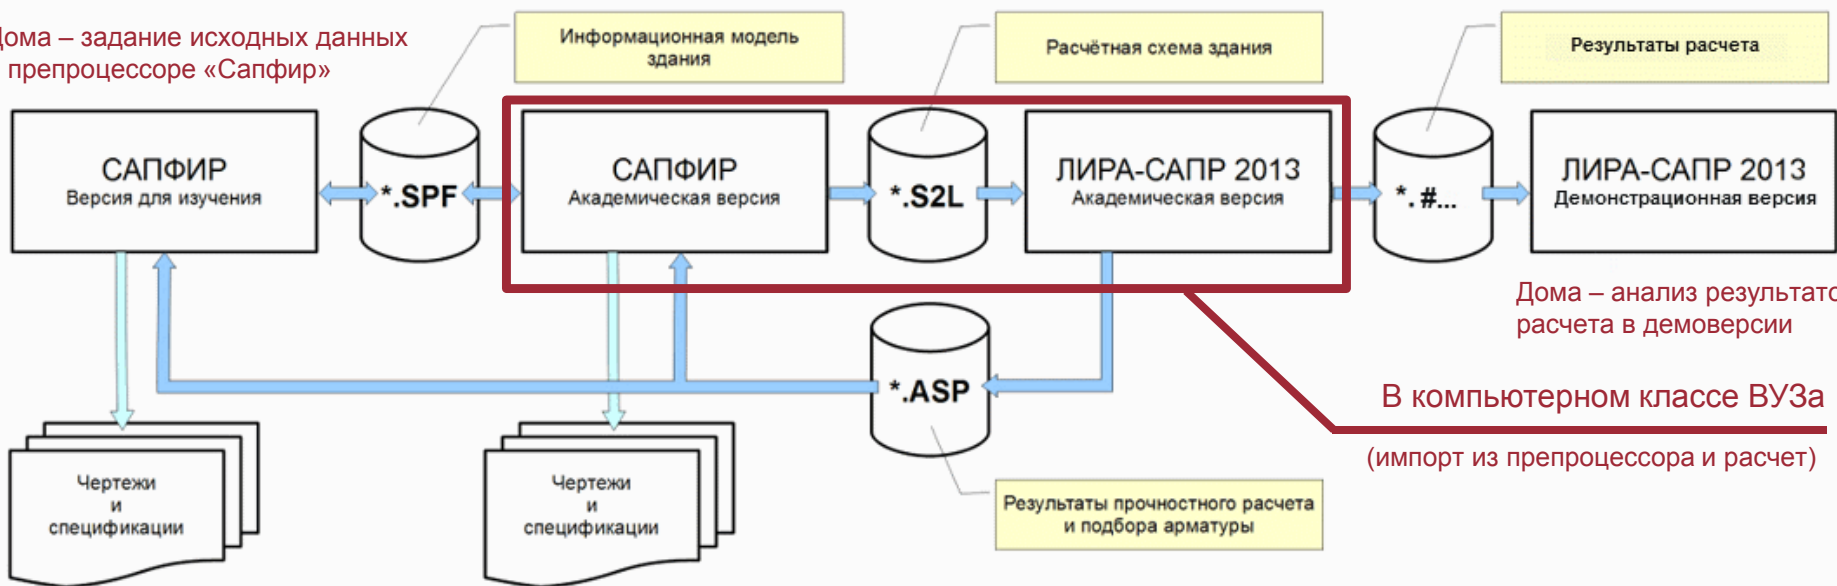 Дома – задание исходных данных
препроцессоре «Сапфир»
Информационная модель
здания
Расчётная схема здания
Результаты расчета
САПФИР
Версия для изучения
*.SPF
САПФИР
Академическая версия
*.S2L
ЛИРА-САПР 2013
Академическая версия
*.#...
ЛИРА-САПР 2013
Демонстрационная версия
Дома – анализ результато
расчета в демоверсии
*.ASP
В компьютерном классе ВУЗа
(импорт из препроцессора и расчет)
Чертежи
и
спецификации
Чертежи
и
спецификации
Результаты прочностного расчета
и подбора арматуры